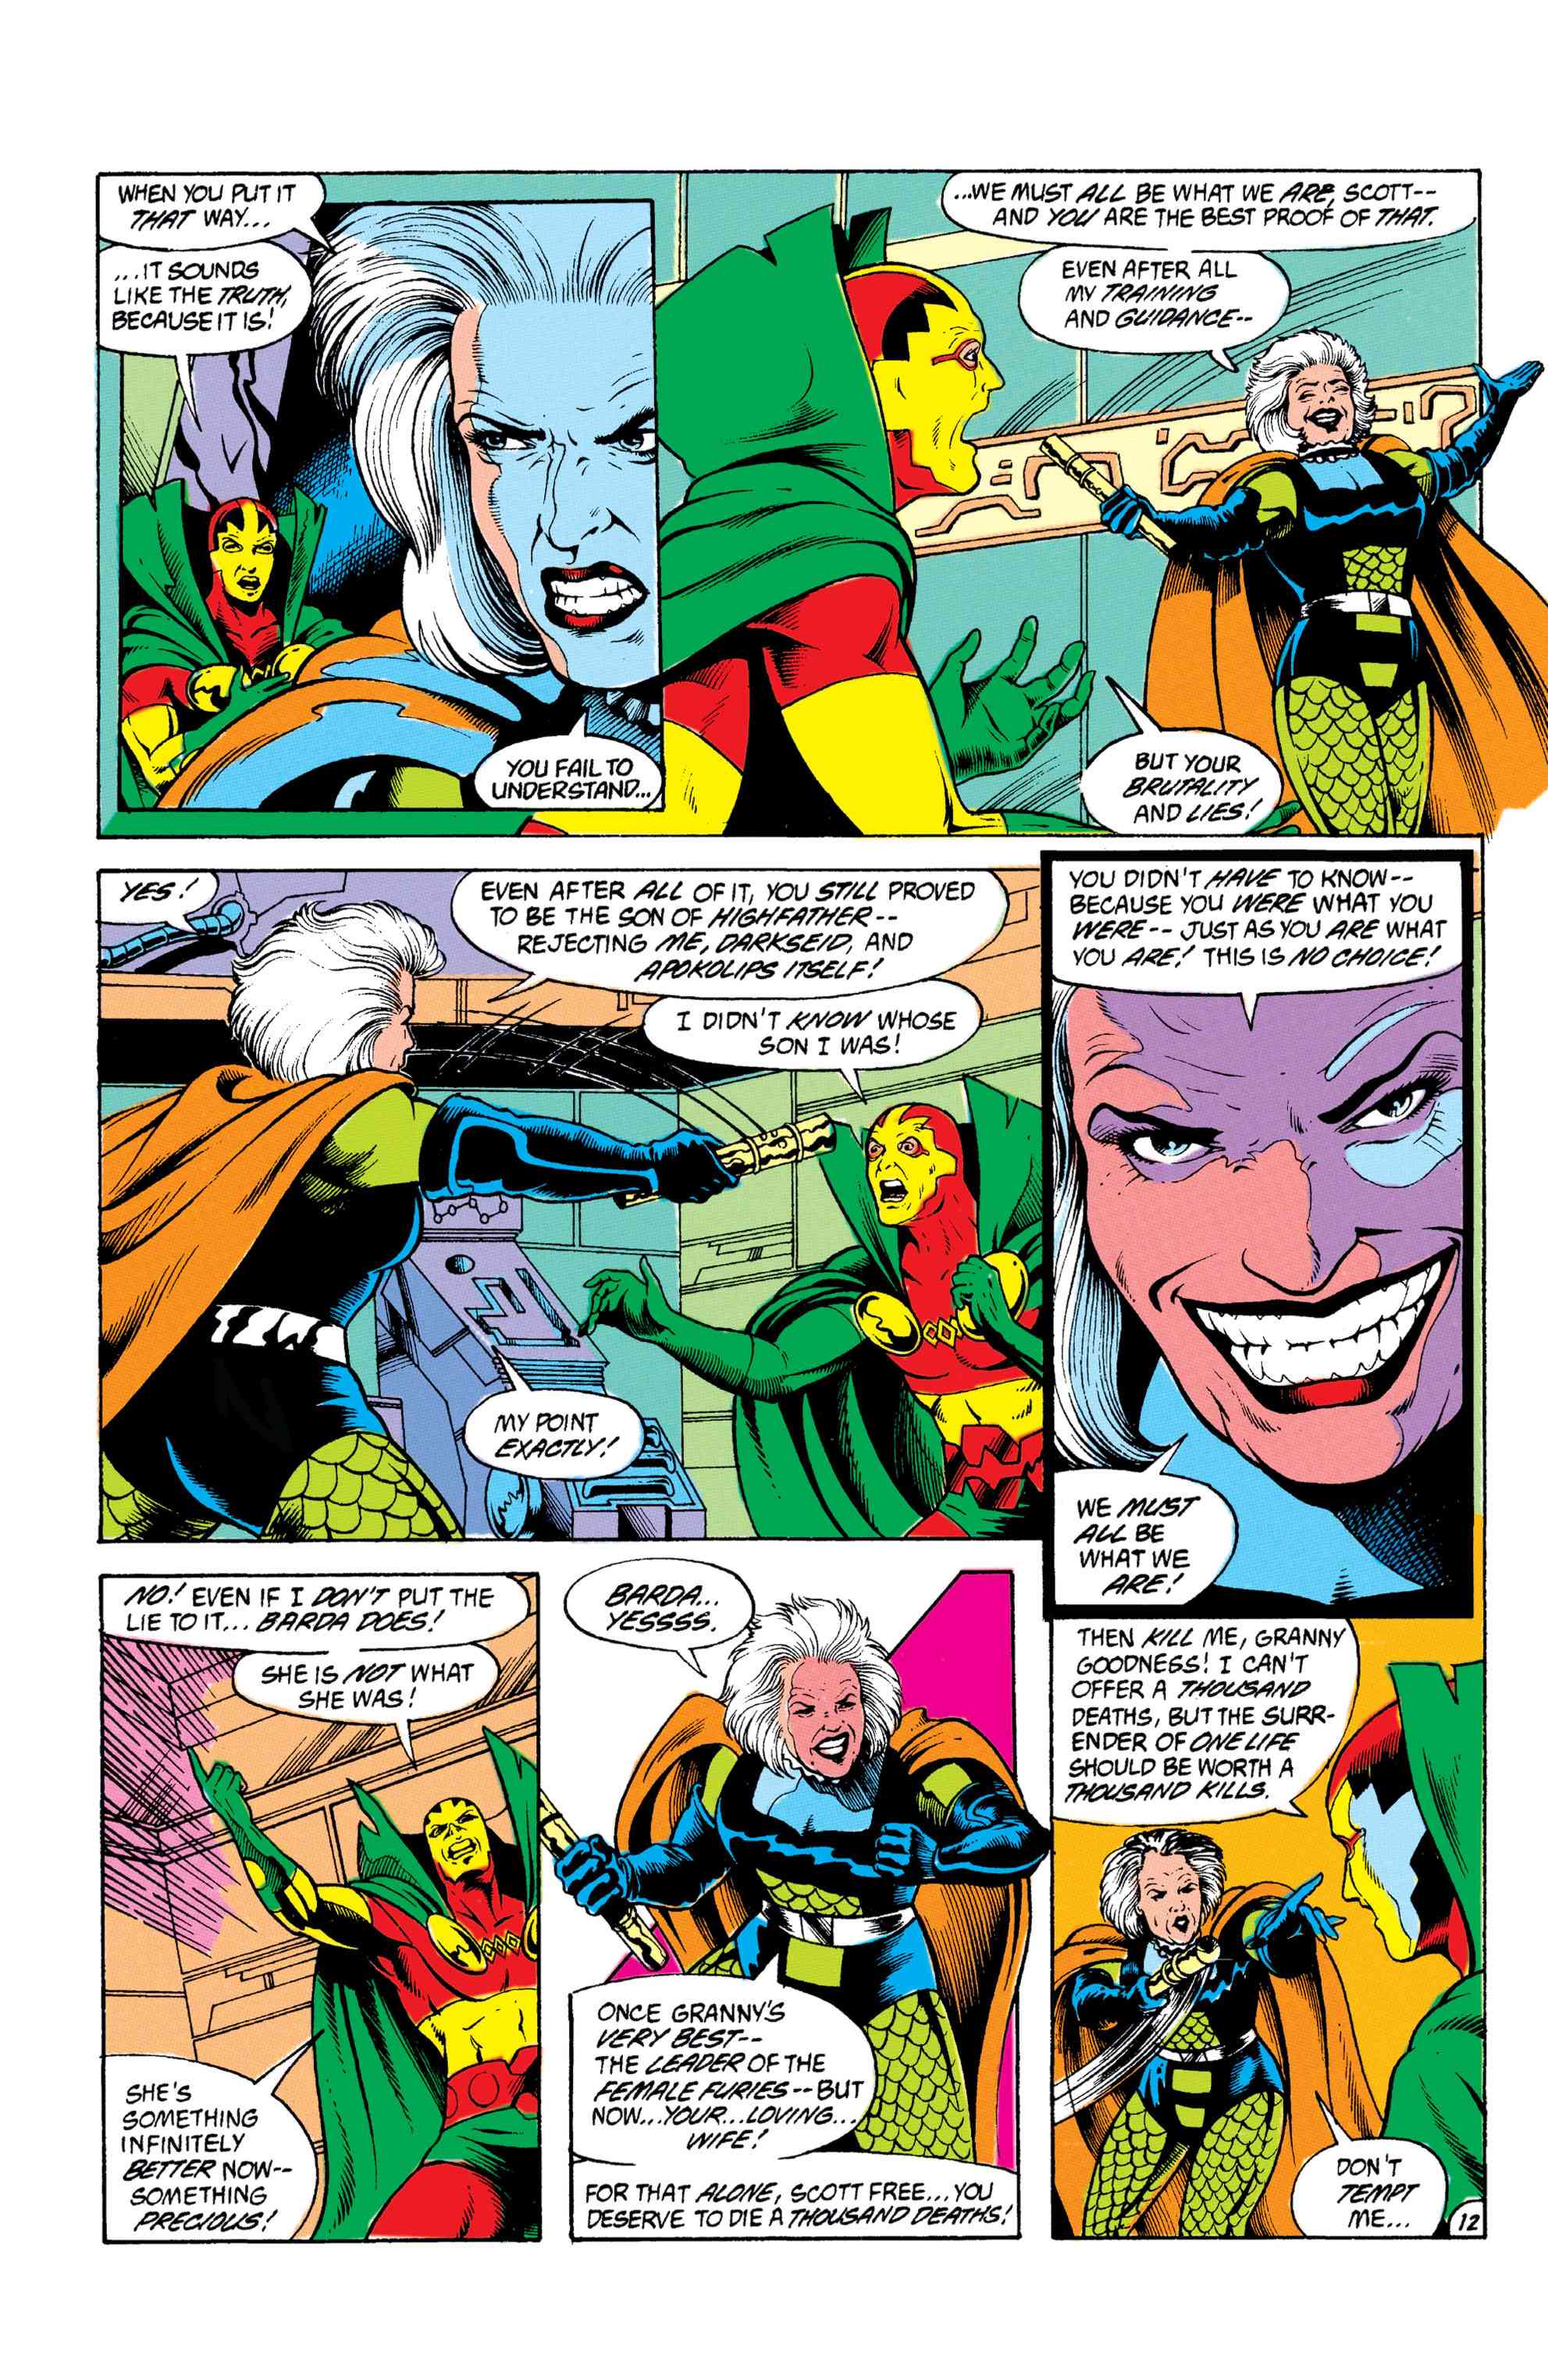 WHEN YOU PUT IT
THAT WAY...
...IT SOUNDS
LIKE THE TRUTH,
BECAUSE IT IS!
YOU FAIL TO
UNDERSTAND...
...WE MUST ALL BE WHAT WE ARE, SCOTT--
AND YOU ARE THE BEST PROOF OF THAT.
EVEN AFTER ALL
MY TRAINING
AND GUIDANCE--
BUT YOUR
BRUTALITY
AND LIES!
YES!
EVEN AFTER ALL OF IT, YOU STILL PROVED
TO BE THE SON OF HIGHFATHER--
REJECTING ME, DARKSEID, AND
APOKOLIPS ITSELF!
I DIDN'T KNOW WHOSE
SON I WAS!
MY POINT
EXACTLY!
YOU DIDN'T HAVE TO KNOW--
BECAUSE YOU WERE WHAT YOU
WERE-- JUST AS YOU ARE WHAT
YOU ARE! THIS IS NO CHOICE!
WE MUST
ALL BE
WHAT WE
ARE!
NO! EVEN IF I DON'T PUT THE
LIE TO IT... BARDA DOES!
SHE IS NOT WHAT
SHE WAS!
SHE'S
SOMETHING
INFINITELY
BETTER NOW--
SOMETHING
PRECIOUS!
BARDA...
YESSSS.
ONCE GRANNY'S
VERY BEST--
THE LEADER OF THE
FEMALE FURIES--BUT
NOW...YOUR...LOVING...
WIFE!
FOR THAT ALONE, SCOTT FREE...YOU
DESERVE TO DIE A THOUSAND DEATHS!
THEN KILL ME, GRANNY
GOODNESS! I CAN'T
OFFER A THOUSAND
DEATHS, BUT THE SURR-
ENDER OF ONE LIFE
SHOULD BE WORTH A
THOUSAND KILLS.
DON'T
TEMPT
ME...
12